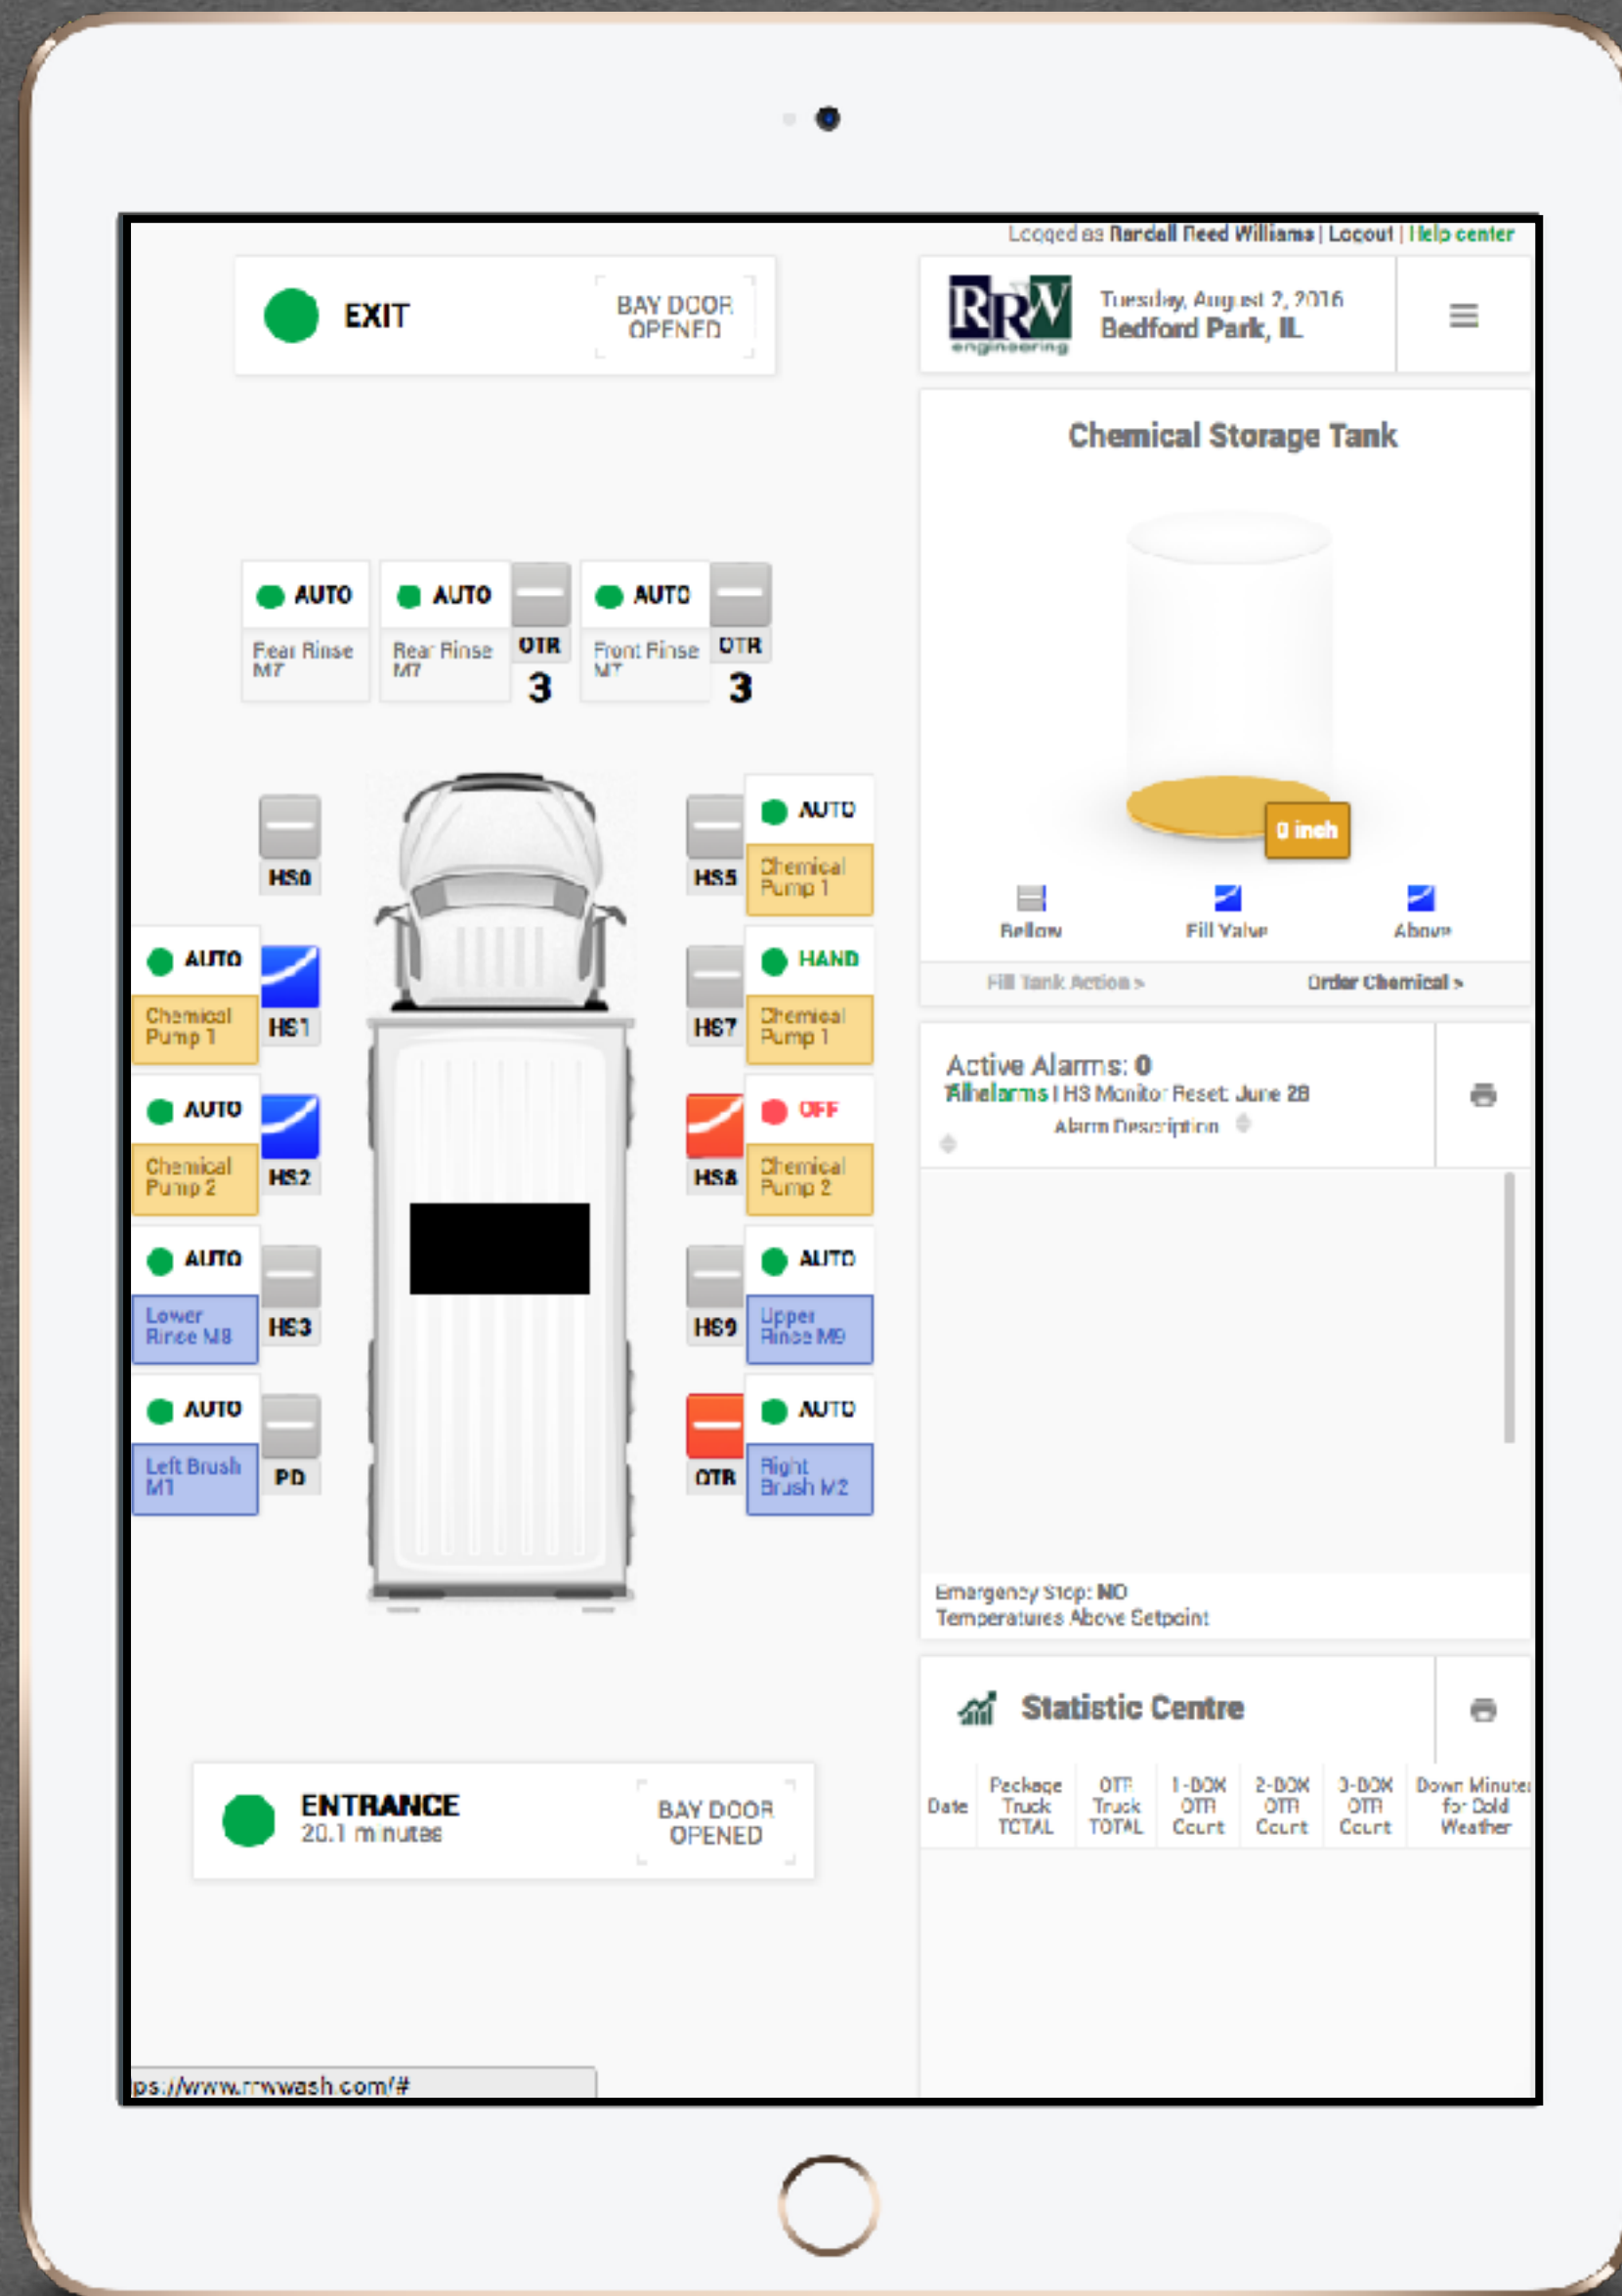 Logged as Randall Reed Williams | Logout | Help center
EXIT
BAY DOOR
OPENED
RRW
engineering
Tuesday, August 2, 2016
Bedford Park, IL
Chemical Storage Tank
0 inch
Bellow
Fill Valve
Above
Fill Tank Action >
Order Chemical >
AUTO
Rear Rinse
M7
AUTO
Rear Rinse
M7
OTR
3
AUTO
Front Rinse
M7
OTR
3
HS0
AUTO
Chemical
Pump 1
HS1
AUTO
Chemical
Pump 2
HS2
AUTO
Lower
Rinse M8
HS3
AUTO
Left Brush
M1
PD
HS5
AUTO
Chemical
Pump 1
HS7
HAND
Chemical
Pump 1
HS8
OFF
Chemical
Pump 2
HS9
AUTO
Upper
Rinse M9
OTR
AUTO
Right
Brush M2
Active Alarms: 0
| HS Monitor Reset: June 28
Alarm Description
Emergency Stop: NO
Temperatures Above Setpoint
Statistic Centre
Date
Package
Truck
TOTAL
OTR
Truck
TOTAL
1-BOX
OTR
Count
2-BOX
OTR
Count
3-BOX
OTR
Count
Down Minutes
for Cold
Weather
ENTRANCE
20.1 minutes
BAY DOOR
OPENED
ps://www.rrwwash.com/#